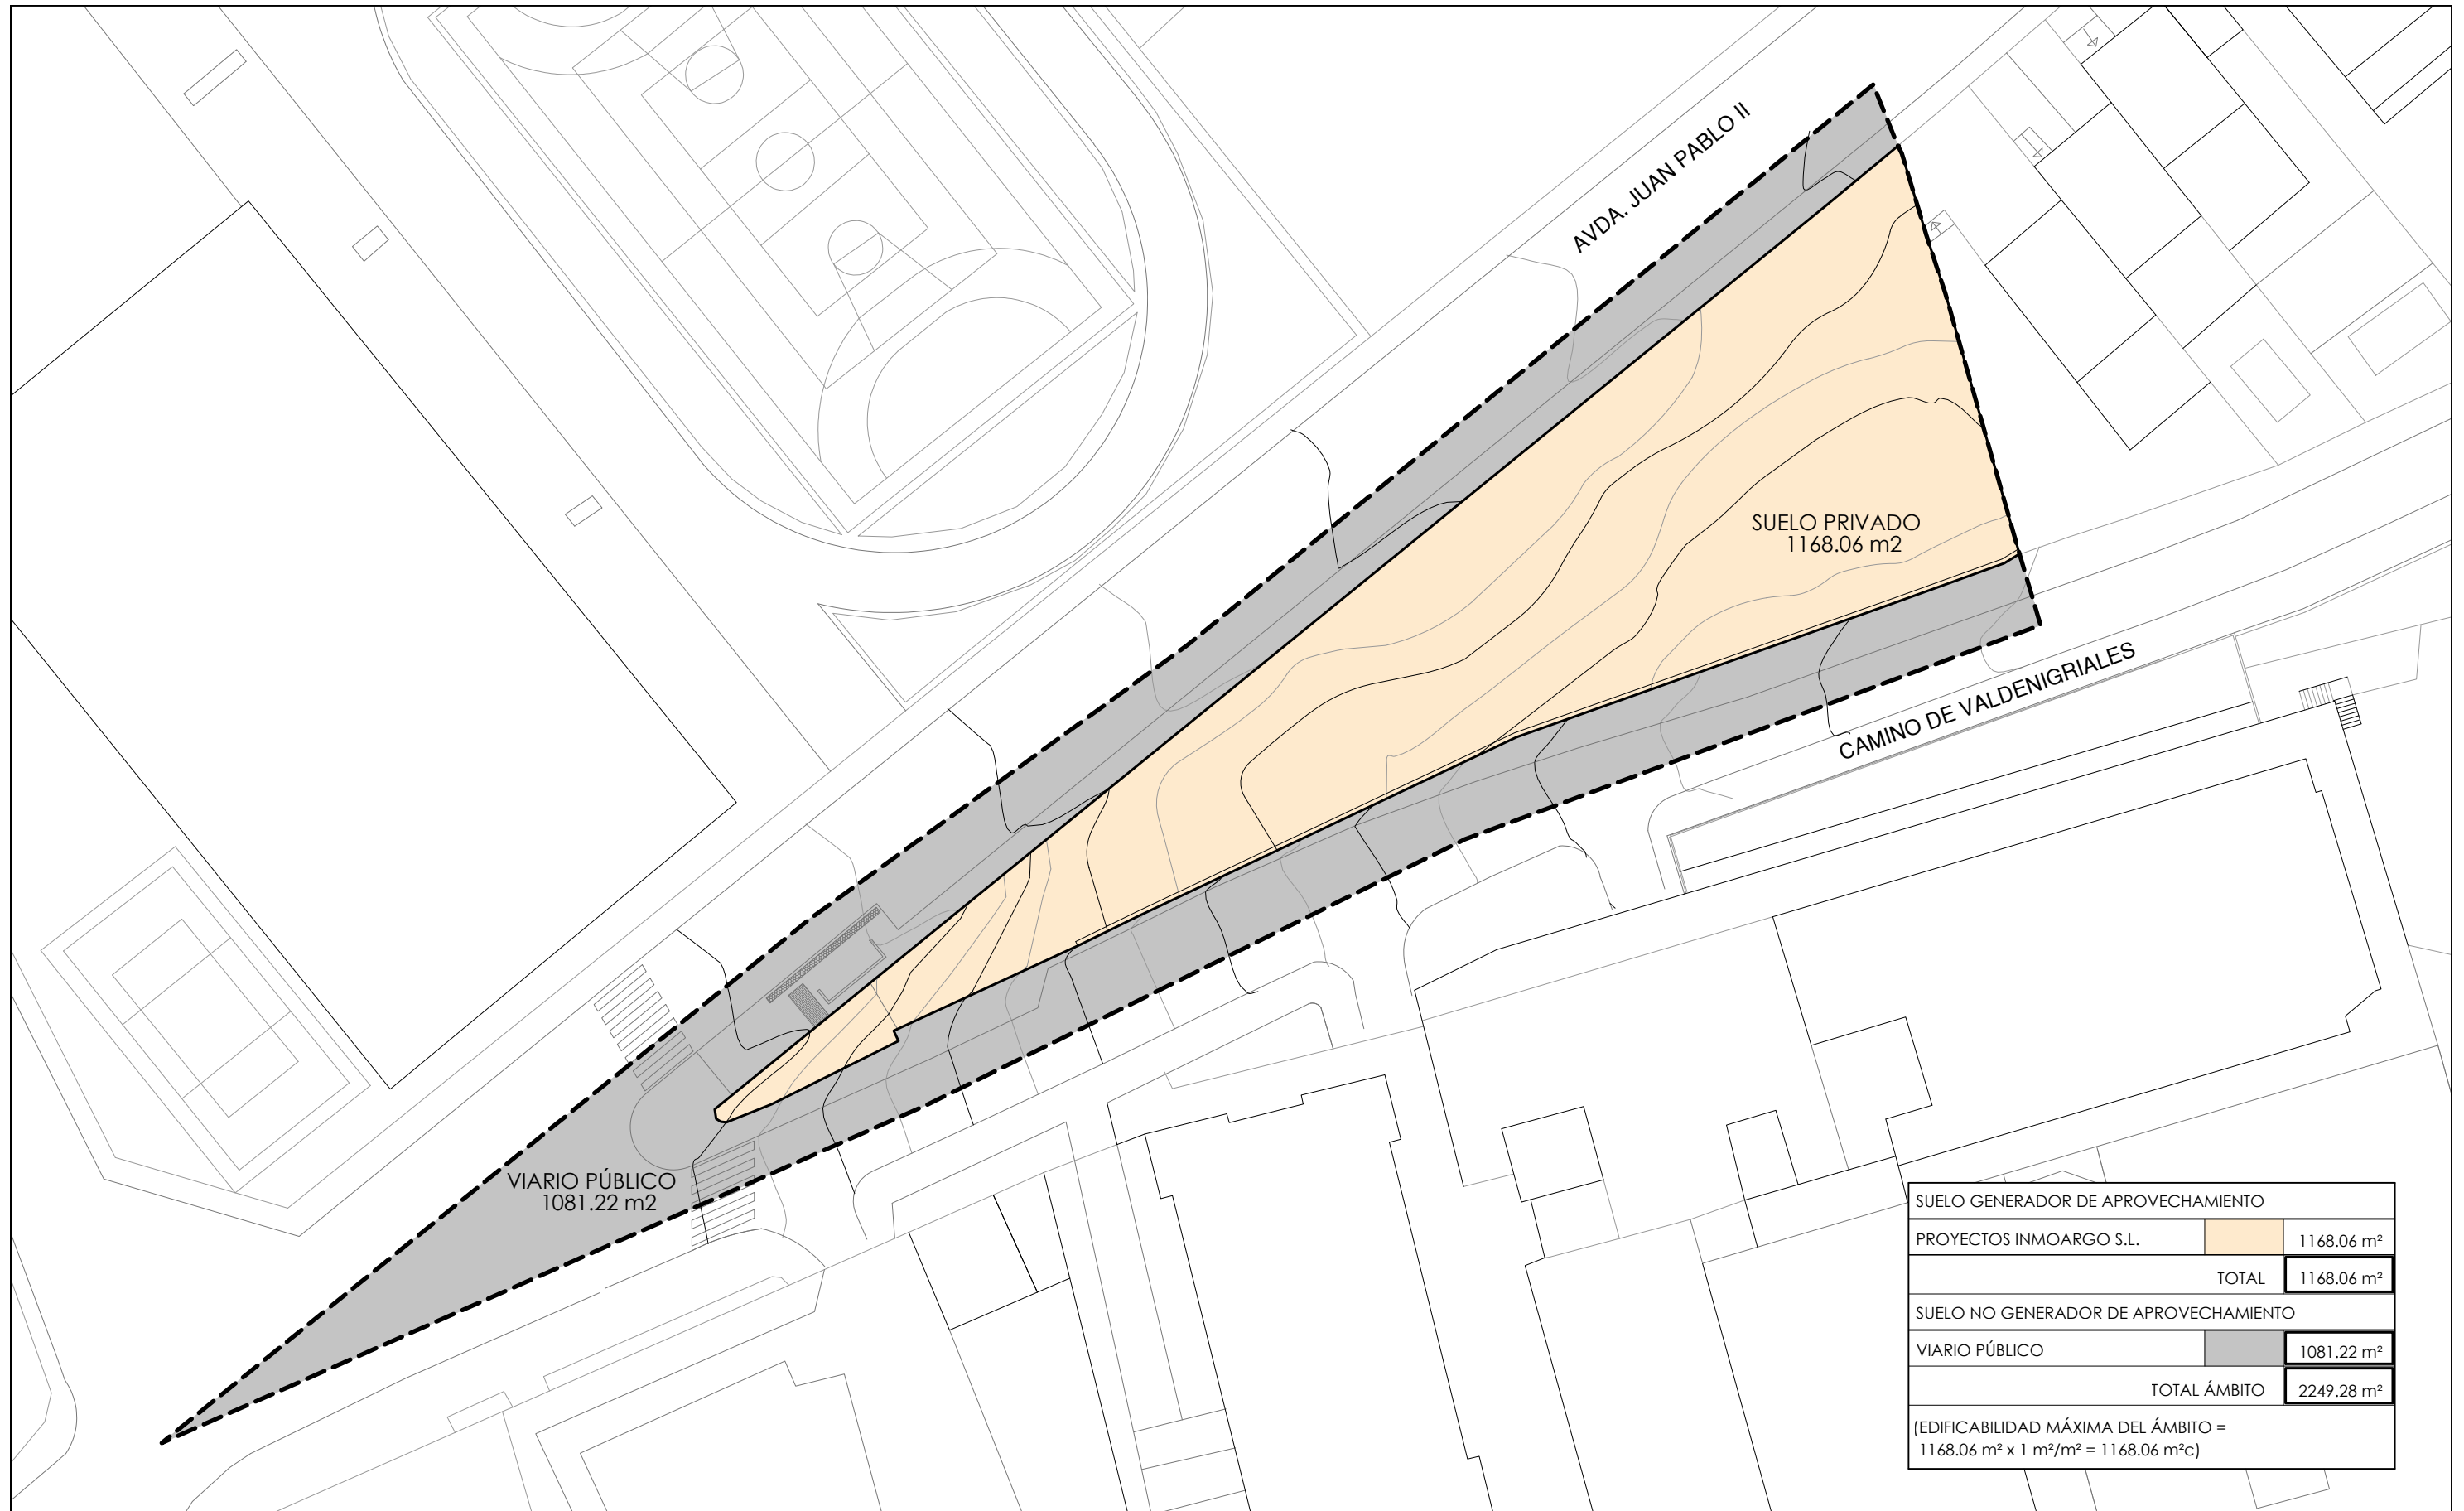 AVDA. JUAN PABLO II
SUELO PRIVADO
1168.06 m2
CAMINO DE VALDENIGRIALES
VIARIO PÚBLICO
1081.22 m2
SUELO GENERADOR DE APROVECHAMIENTO
PROYECTOS INMOARGO S.L. 1168.06 m²
TOTAL 1168.06 m²
SUELO NO GENERADOR DE APROVECHAMIENTO
VIARIO PÚBLICO 1081.22 m²
TOTAL ÁMBITO 2249.28 m²
(EDIFICABILIDAD MÁXIMA DEL ÁMBITO =
1168.06 m² x 1 m²/m² = 1168.06 m²c)